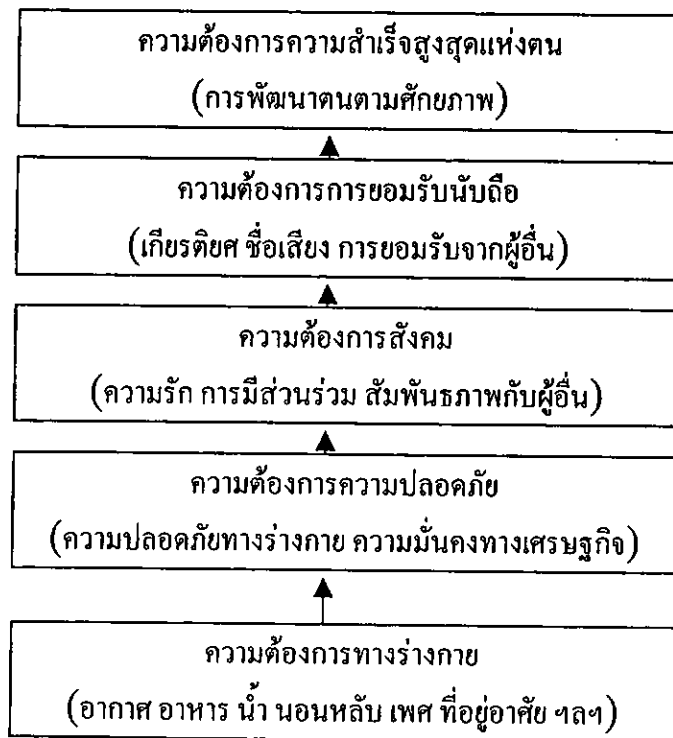 ความต้องการความสำเร็จสูงสุดแห่งตน
(การพัฒนาตนตามศักยภาพ)
ความต้องการการยอมรับนับถือ
(เกียรติยศ ชื่อเสียง การยอมรับจากผู้อื่น)
ความต้องการสังคม
(ความรัก การมีส่วนร่วม สัมพันธภาพกับผู้อื่น)
ความต้องการความปลอดภัย
(ความปลอดภัยทางร่างกาย ความมั่นคงทางเศรษฐกิจ)
ความต้องการทางร่างกาย
(อากาศ อาหาร น้ำ นอนหลับ เพศ ที่อยู่อาศัย ฯลฯ)